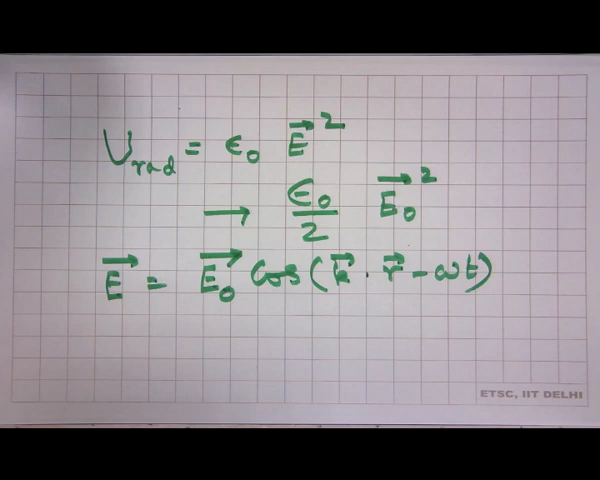 U_rad = ε₀ E⃗²
→ ε₀/2 E⃗₀²
E⃗ = E⃗₀ Cos(k⃗ · r⃗ - ωt)
ETSC, IIT DELHI